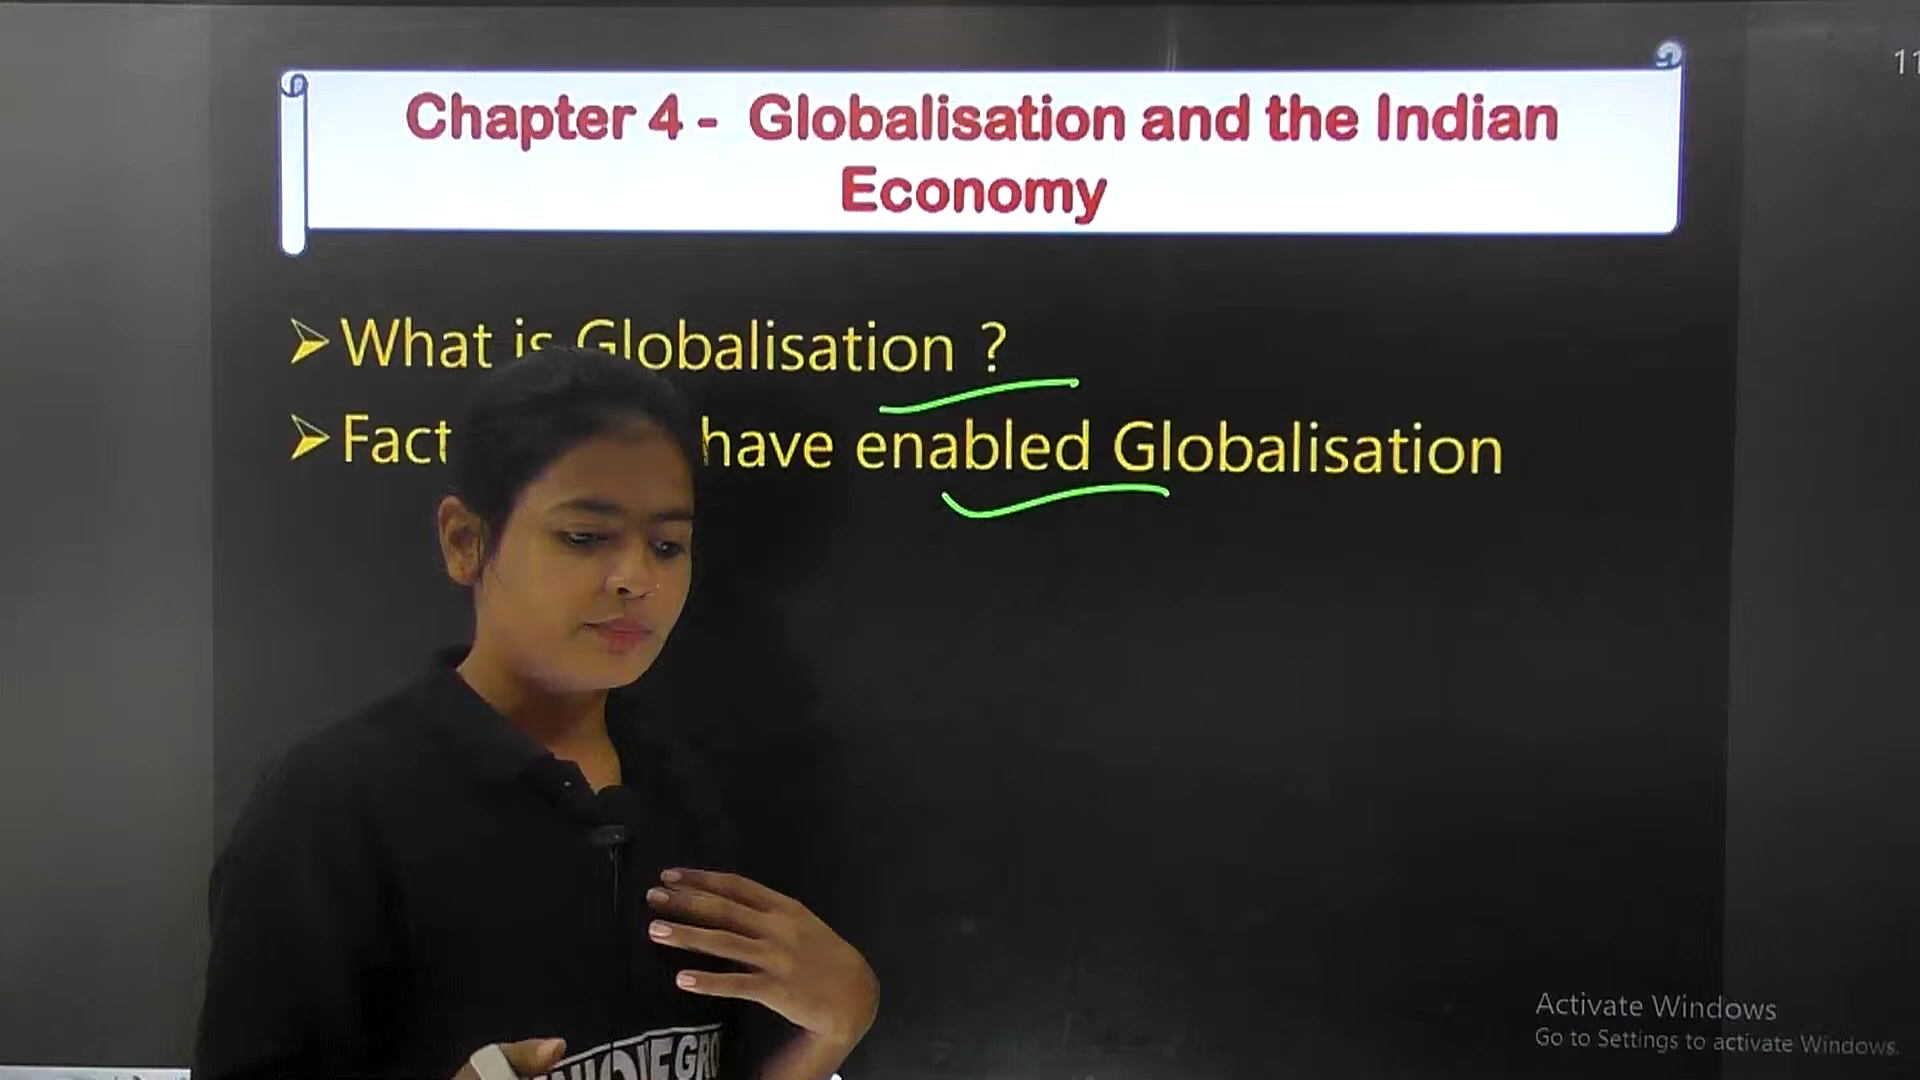 11
Chapter 4 - Globalisation and the Indian
Economy
➢What is Globalisation ?
➢Fact have enabled Globalisation
Activate Windows
Go to Settings to activate Windows.